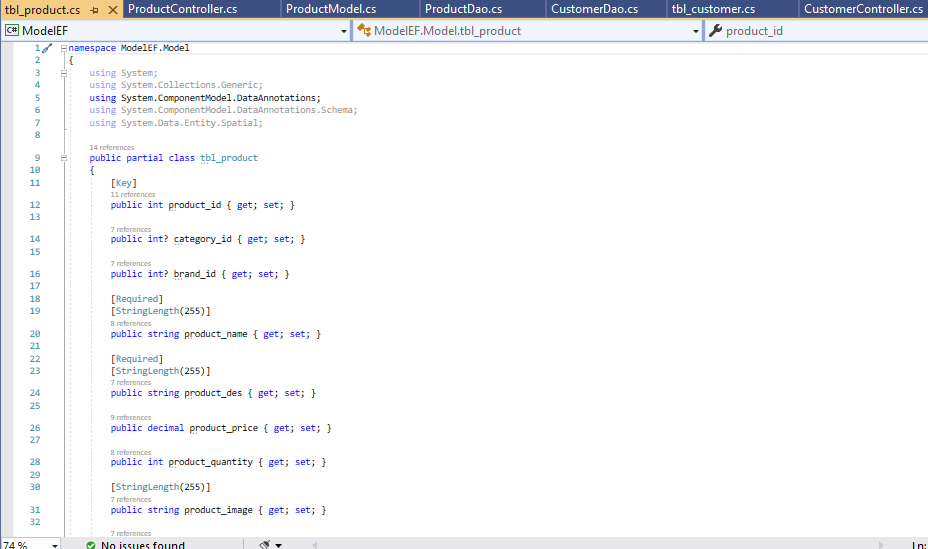 tbl_product.cs
ProductController.cs
ProductModel.cs
ProductDao.cs
CustomerDao.cs
tbl_customer.cs
CustomerController.cs
C# ModelEF
ModelEF.Model.tbl_product
product_id
1 namespace ModelEF.Model
2 {
3 using System;
4 using System.Collections.Generic;
5 using System.ComponentModel.DataAnnotations;
6 using System.ComponentModel.DataAnnotations.Schema;
7 using System.Data.Entity.Spatial;
8
14 references
9 public partial class tbl_product
10 {
11 [Key]
11 references
12 public int product_id { get; set; }
13
7 references
14 public int? category_id { get; set; }
15
7 references
16 public int? brand_id { get; set; }
17
18 [Required]
19 [StringLength(255)]
8 references
20 public string product_name { get; set; }
21
22 [Required]
23 [StringLength(255)]
7 references
24 public string product_des { get; set; }
25
9 references
26 public decimal product_price { get; set; }
27
8 references
28 public int product_quantity { get; set; }
29
30 [StringLength(255)]
7 references
31 public string product_image { get; set; }
32
7 references
74 %
No issues found
Ln: